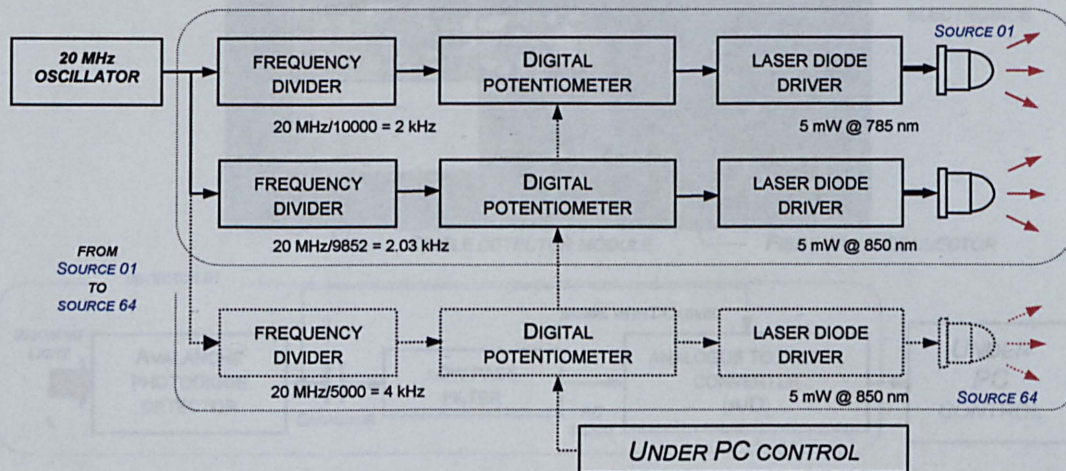 20 MHz
OSCILLATOR
FREQUENCY
DIVIDER
20 MHz/10000 = 2 kHz
DIGITAL
POTENTIOMETER
LASER DIODE
DRIVER
5 mW @ 785 nm
SOURCE 01
FREQUENCY
DIVIDER
20 MHz/9852 = 2.03 kHz
DIGITAL
POTENTIOMETER
LASER DIODE
DRIVER
5 mW @ 850 nm
FROM
SOURCE 01
TO
SOURCE 64
FREQUENCY
DIVIDER
20 MHz/5000 = 4 kHz
DIGITAL
POTENTIOMETER
LASER DIODE
DRIVER
5 mW @ 850 nm
SOURCE 64
UNDER PC CONTROL